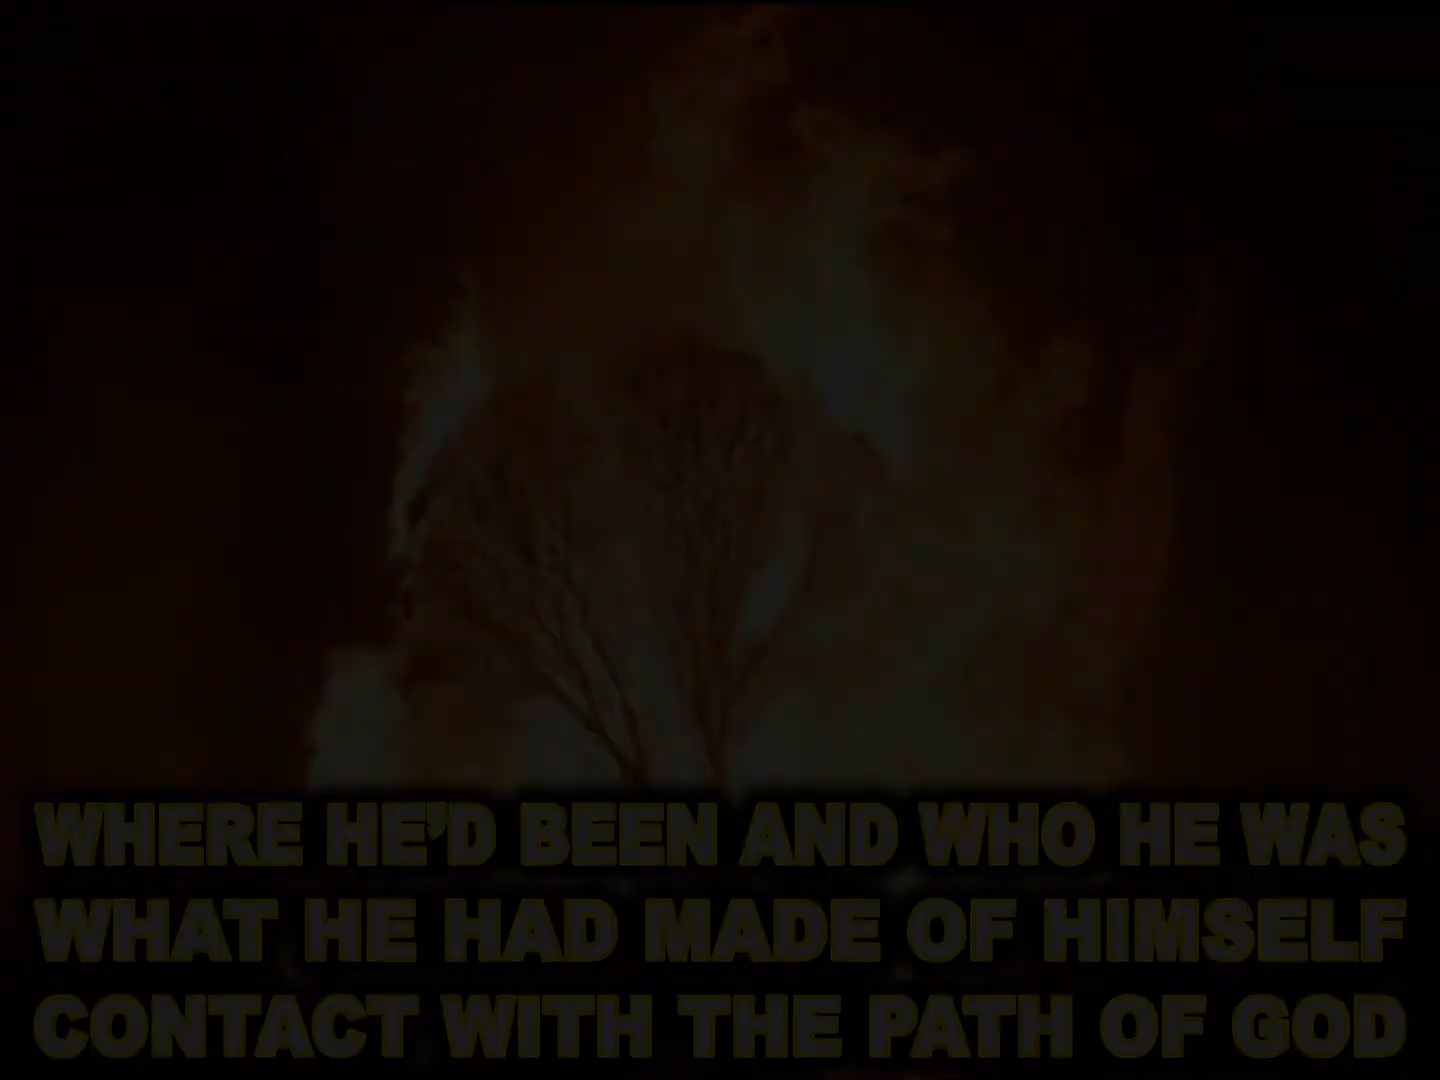 WHERE HE'D BEEN AND WHO HE WAS
WHAT HE HAD MADE OF HIMSELF
CONTACT WITH THE PATH OF GOD